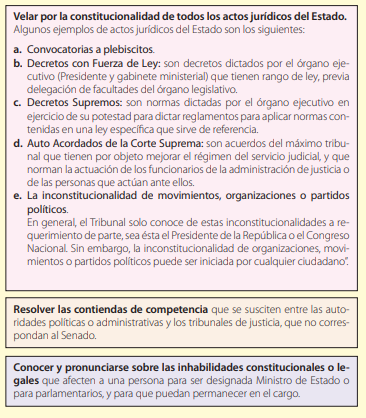 Velar por la constitucionalidad de todos los actos jurídicos del Estado.
Algunos ejemplos de actos jurídicos del Estado son los siguientes:
a. Convocatorias a plebiscitos.
b. Decretos con Fuerza de Ley: son decretos dictados por el órgano eje-
cutivo (Presidente y gabinete ministerial) que tienen rango de ley, previa
delegación de facultades del órgano legislativo.
c. Decretos Supremos: son normas dictadas por el órgano ejecutivo en
ejercicio de su potestad para dictar reglamentos para aplicar normas con-
tenidas en una ley específica que sirve de referencia.
d. Auto Acordados de la Corte Suprema: son acuerdos del máximo tribu-
nal que tienen por objeto mejorar el régimen del servicio judicial, y que
norman la actuación de los funcionarios de la administración de justicia o
de las personas que actúan ante ellos.
e. La inconstitucionalidad de movimientos, organizaciones o partidos
políticos.
En general, el Tribunal solo conoce de estas inconstitucionalidades a re-
querimiento de parte, sea ésta el Presidente de la República o el Congreso
Nacional. Sin embargo, la inconstitucionalidad de organizaciones, movi-
mientos o partidos políticos puede ser iniciada por cualquier ciudadano”.
Resolver las contiendas de competencia que se susciten entre las auto-
ridades políticas o administrativas y los tribunales de justicia, que no corres-
pondan al Senado.
Conocer y pronunciarse sobre las inhabilidades constitucionales o le-
gales que afecten a una persona para ser designada Ministro de Estado o
para parlamentarios, y para que puedan permanecer en el cargo.